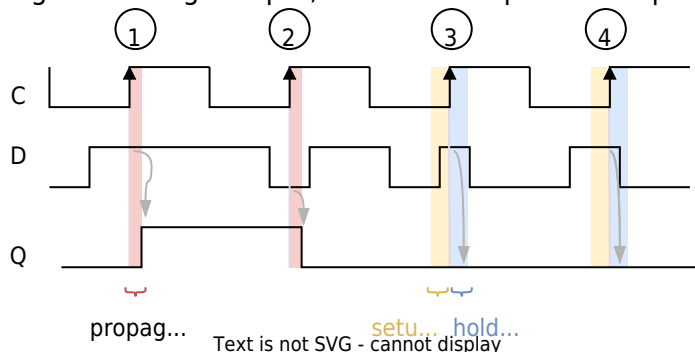 1 2 3 4
C
D
Q
propag... setu... hold...
Text is not SVG - cannot display